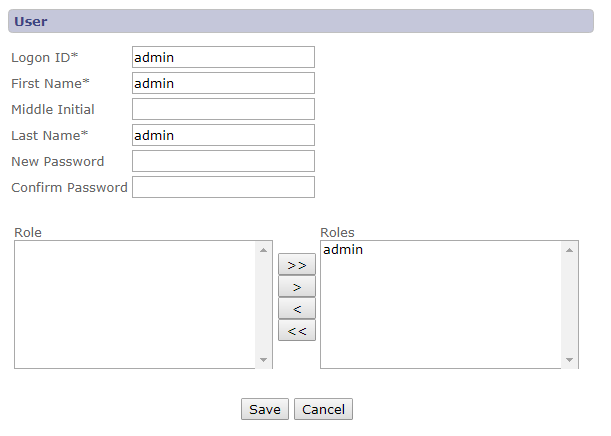 User
Logon ID* admin
First Name* admin
Middle Initial
Last Name* admin
New Password
Confirm Password
Role Roles
admin
>>
>
<
<<
Save Cancel